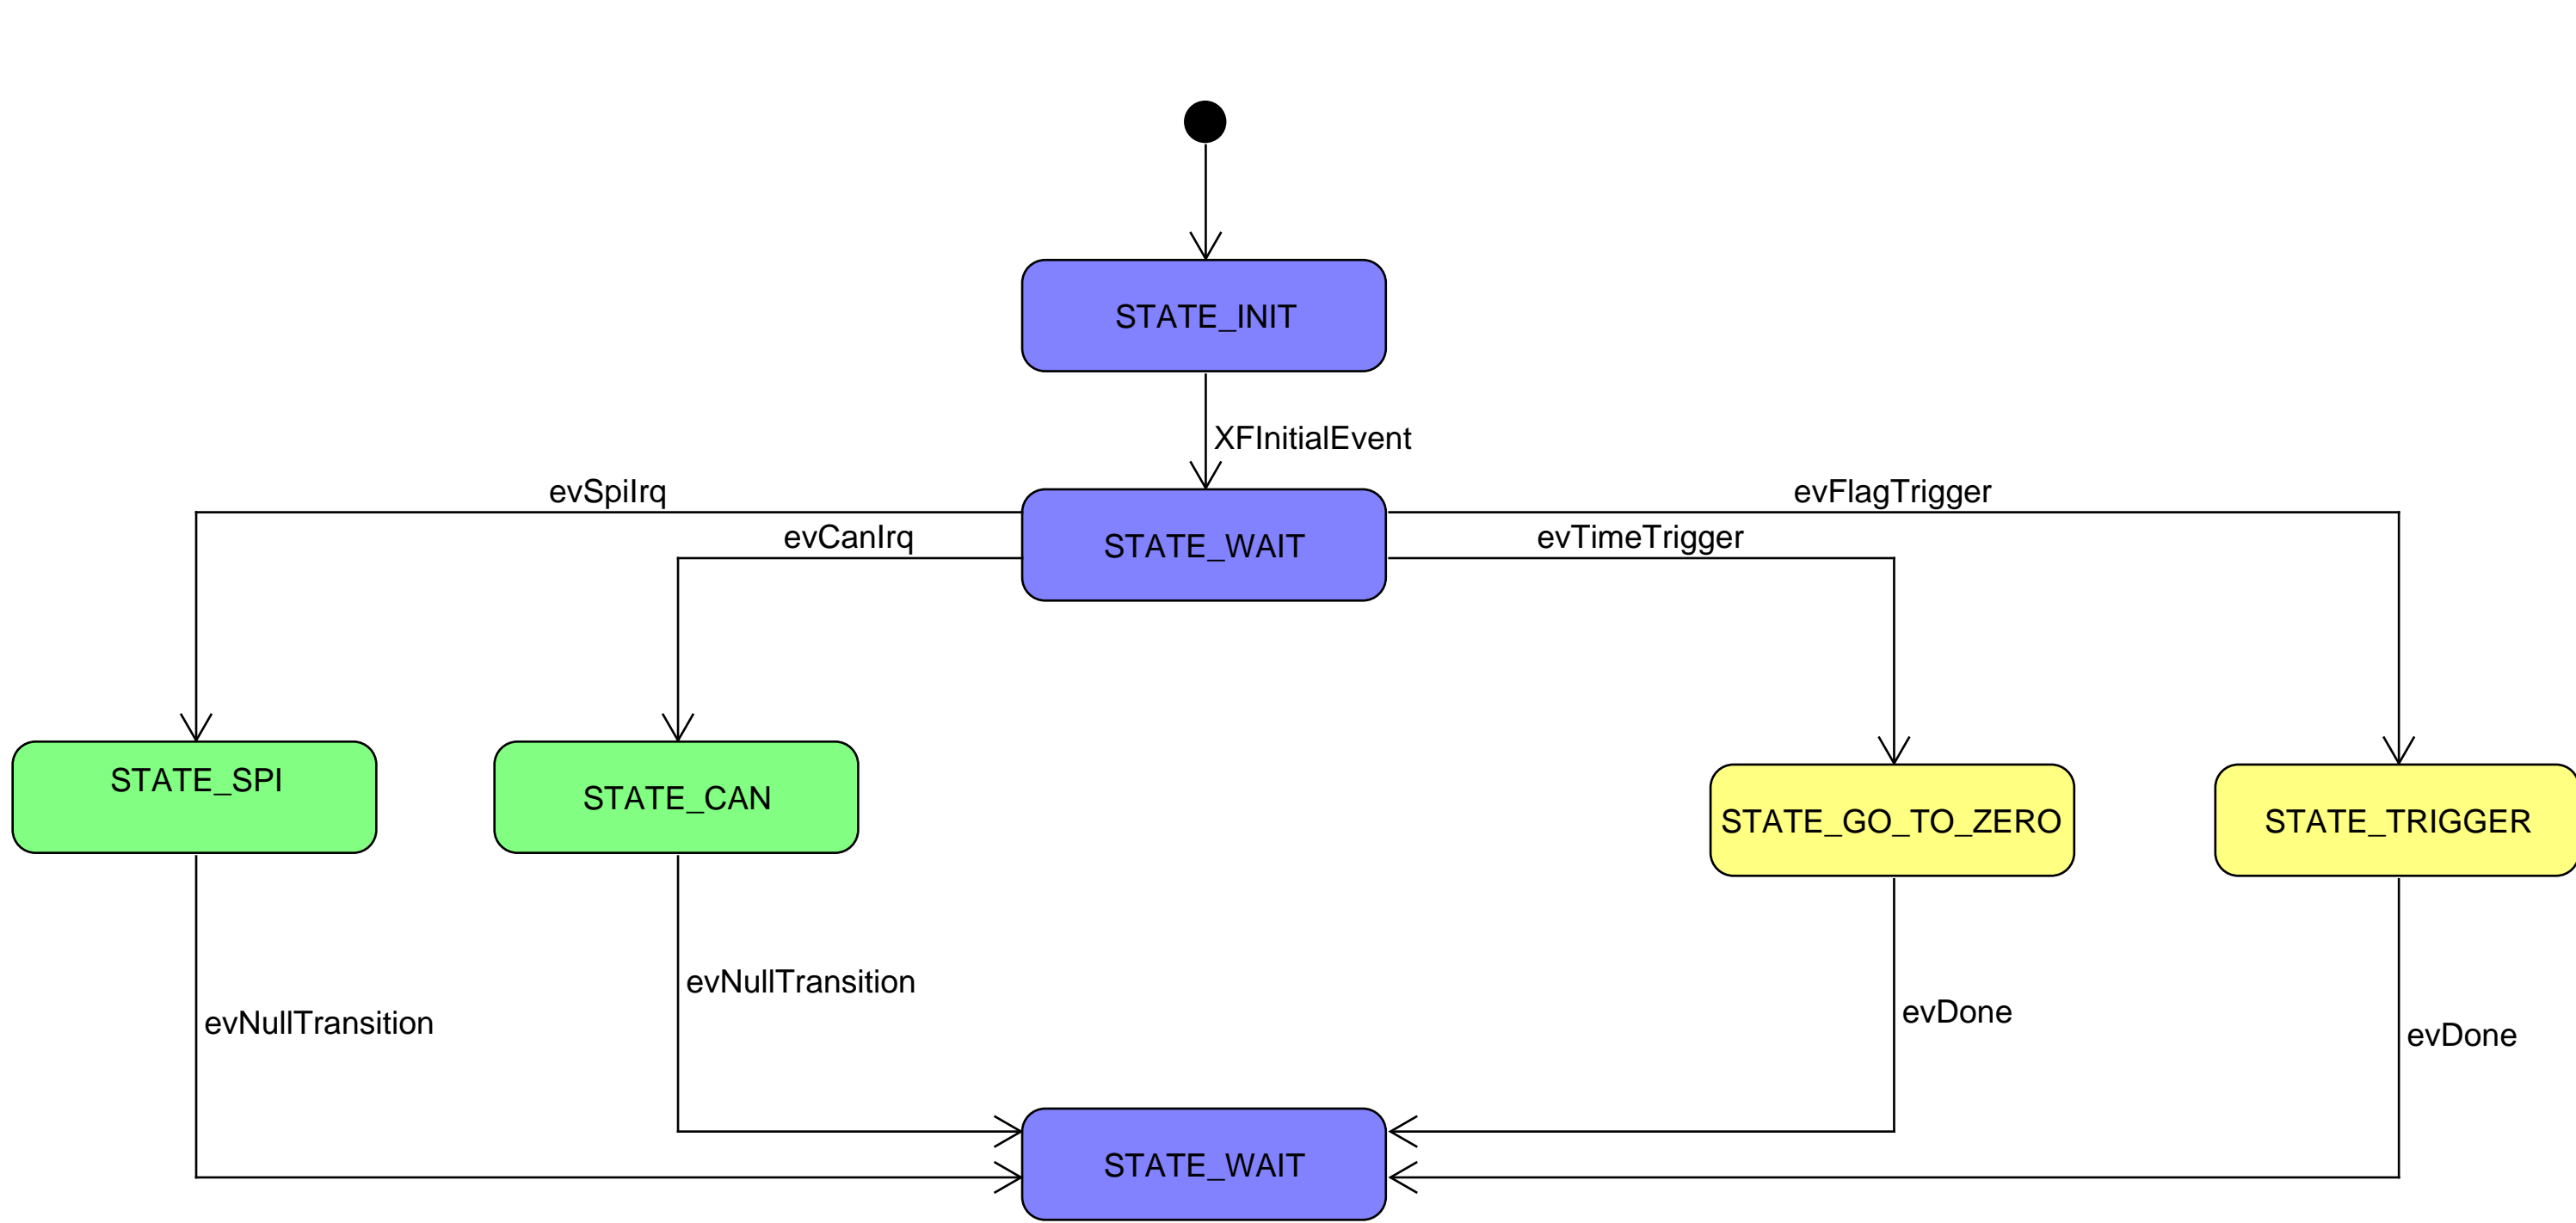 STATE_INIT
XFInitialEvent
evSpiIrq
evFlagTrigger
evCanIrq
evTimeTrigger
STATE_WAIT
STATE_SPI
STATE_CAN
STATE_GO_TO_ZERO
STATE_TRIGGER
evNullTransition
evNullTransition
evDone
evDone
STATE_WAIT